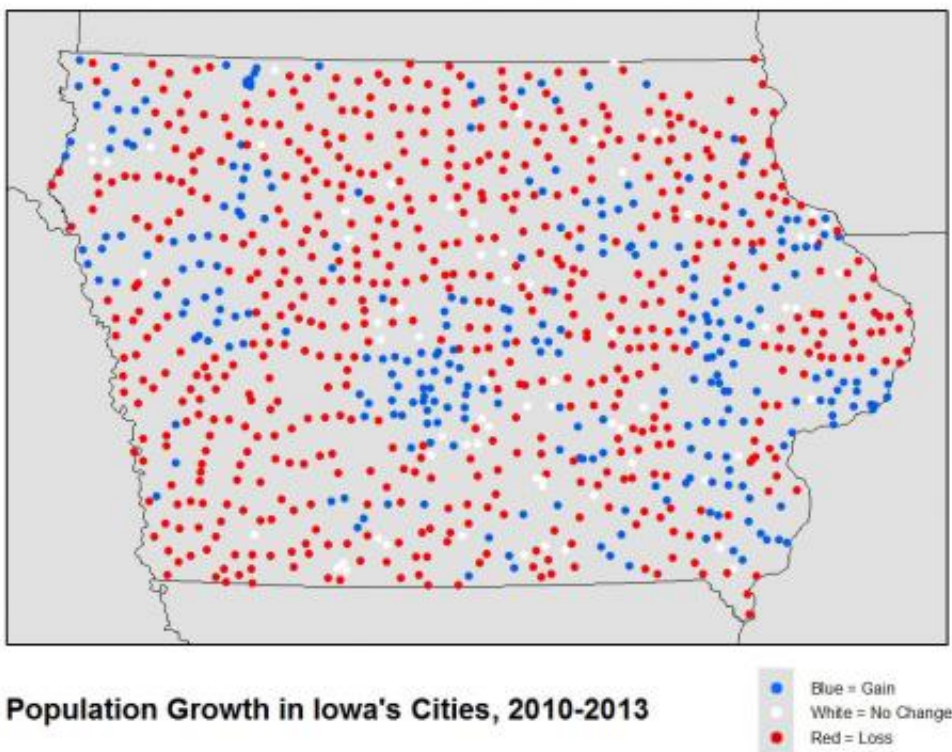 Population Growth in Iowa's Cities, 2010-2013
Blue = Gain
White = No Change
Red = Loss